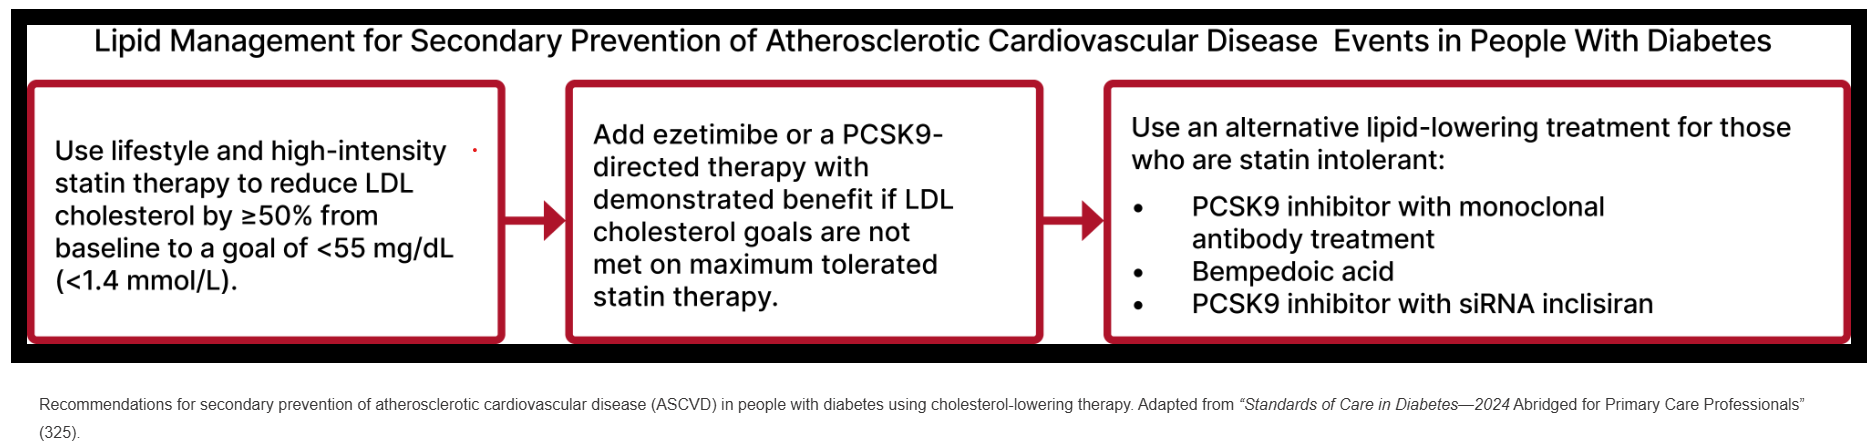 Lipid Management for Secondary Prevention of Atherosclerotic Cardiovascular Disease Events in People With Diabetes
Use lifestyle and high-intensity
statin therapy to reduce LDL
cholesterol by ≥50% from
baseline to a goal of <55 mg/dL
(<1.4 mmol/L).
Add ezetimibe or a PCSK9-
directed therapy with
demonstrated benefit if LDL
cholesterol goals are not
met on maximum tolerated
statin therapy.
Use an alternative lipid-lowering treatment for those
who are statin intolerant:
• PCSK9 inhibitor with monoclonal
antibody treatment
• Bempedoic acid
• PCSK9 inhibitor with siRNA inclisiran
Recommendations for secondary prevention of atherosclerotic cardiovascular disease (ASCVD) in people with diabetes using cholesterol-lowering therapy. Adapted from “Standards of Care in Diabetes—2024 Abridged for Primary Care Professionals”
(325).